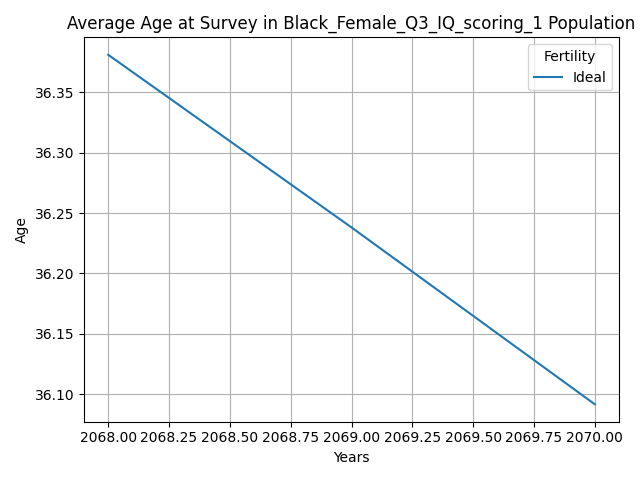 Average Age at Survey in Black_Female_Q3_IQ_scoring_1 Population
Fertility
Ideal
36.35
36.30
36.25
36.20
36.15
36.10
Age
2068.00 2068.25 2068.50 2068.75 2069.00 2069.25 2069.50 2069.75 2070.00
Years